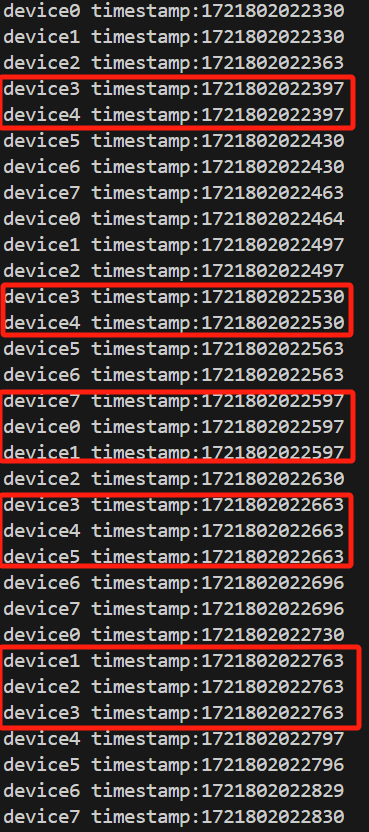 device0 timestamp:1721802022330
device1 timestamp:1721802022330
device2 timestamp:1721802022363
device3 timestamp:1721802022397
device4 timestamp:1721802022397
device5 timestamp:1721802022430
device6 timestamp:1721802022430
device7 timestamp:1721802022463
device0 timestamp:1721802022464
device1 timestamp:1721802022497
device2 timestamp:1721802022497
device3 timestamp:1721802022530
device4 timestamp:1721802022530
device5 timestamp:1721802022563
device6 timestamp:1721802022563
device7 timestamp:1721802022597
device0 timestamp:1721802022597
device1 timestamp:1721802022597
device2 timestamp:1721802022630
device3 timestamp:1721802022663
device4 timestamp:1721802022663
device5 timestamp:1721802022663
device6 timestamp:1721802022696
device7 timestamp:1721802022696
device0 timestamp:1721802022730
device1 timestamp:1721802022763
device2 timestamp:1721802022763
device3 timestamp:1721802022763
device4 timestamp:1721802022797
device5 timestamp:1721802022796
device6 timestamp:1721802022829
device7 timestamp:1721802022830